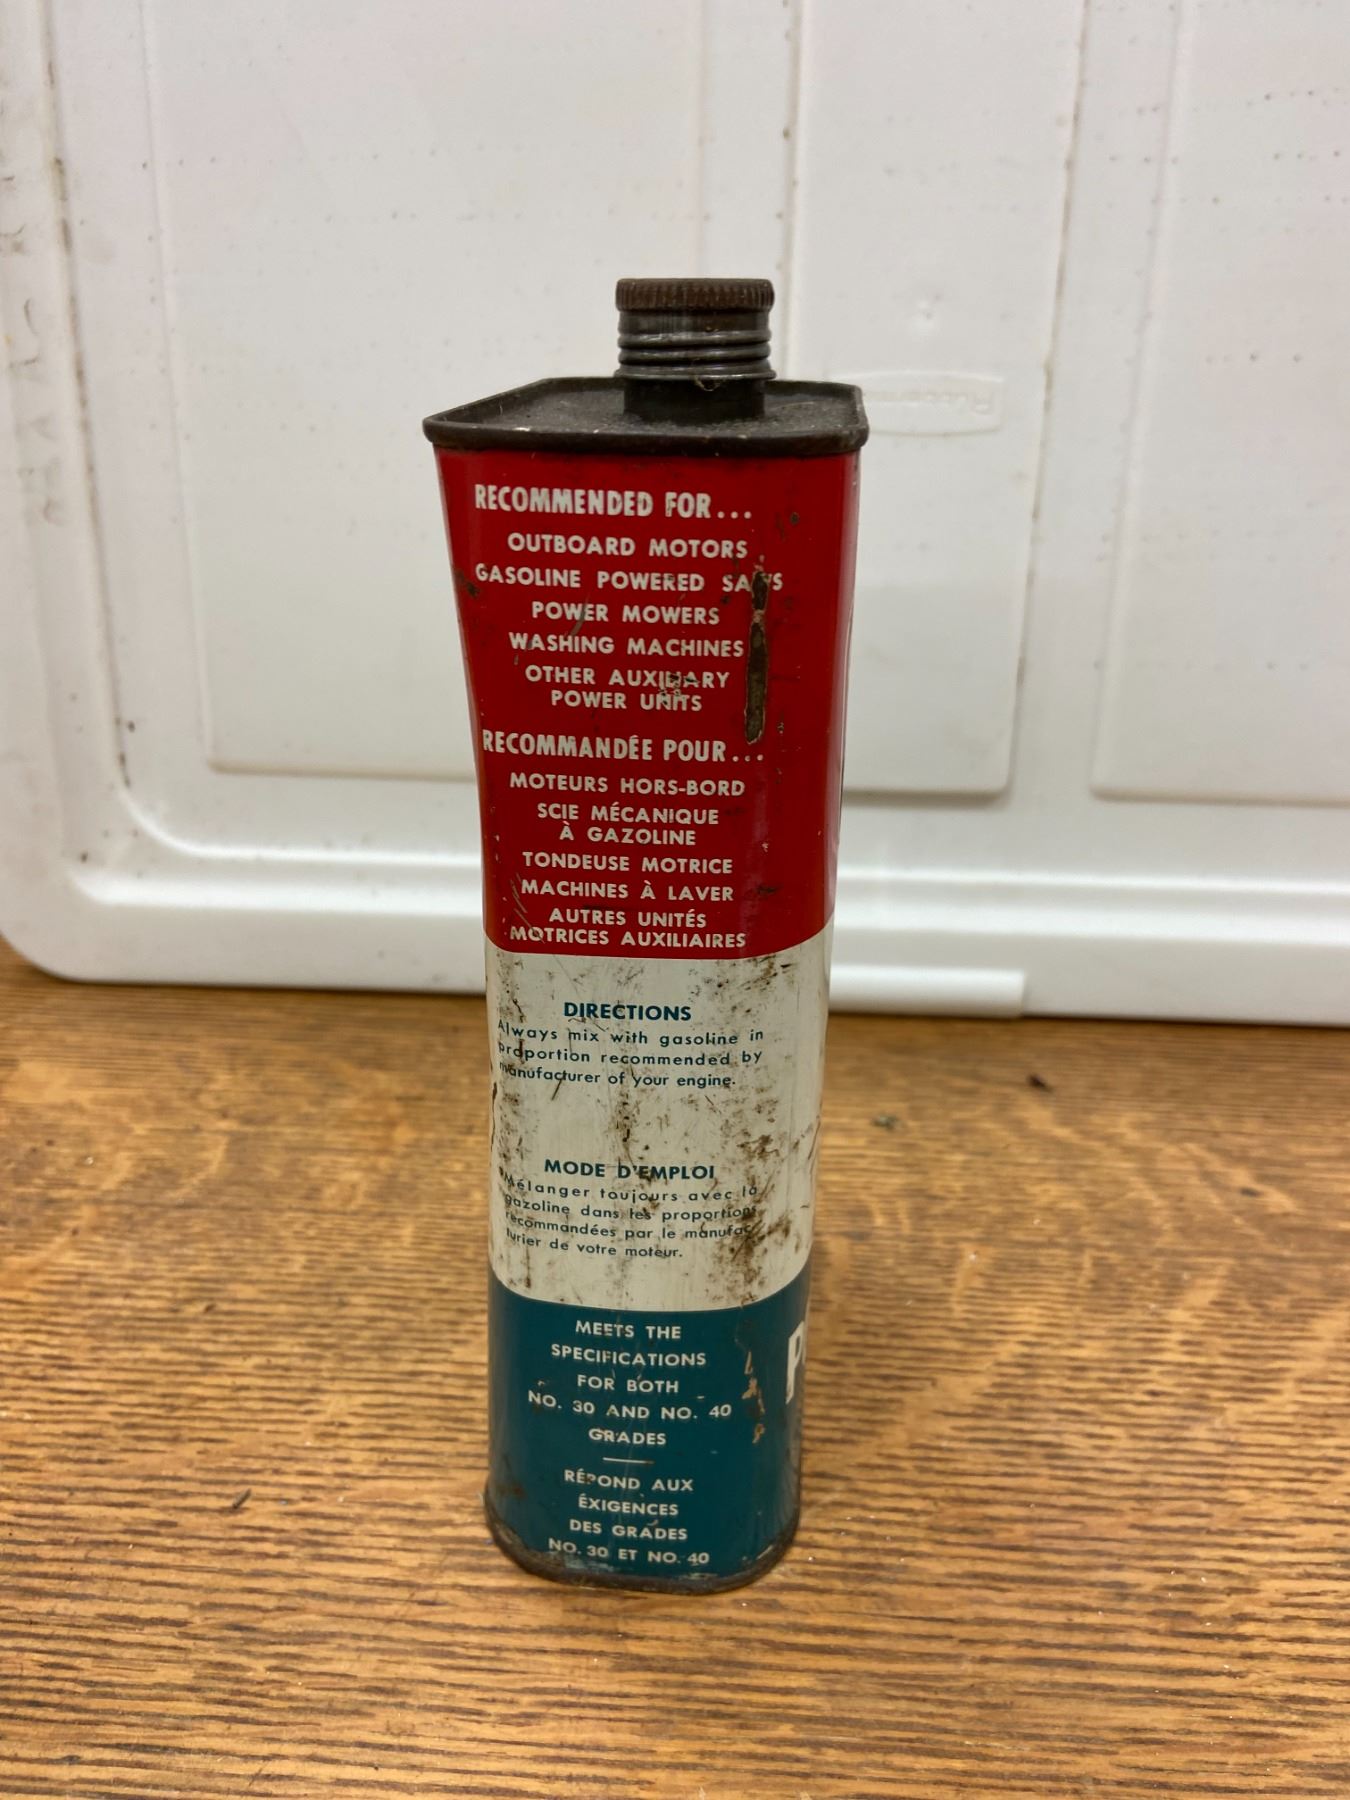 RECOMMENDED FOR...
OUTBOARD MOTORS
GASOLINE POWERED SAWS
POWER MOWERS
WASHING MACHINES
OTHER AUXILIARY
POWER UNITS
RECOMMANDÉE POUR...
MOTEURS HORS-BORD
SCIE MÉCANIQUE
À GAZOLINE
TONDEUSE MOTRICE
MACHINES À LAVER
AUTRES UNITÉS
MOTRICES AUXILIAIRES
DIRECTIONS
Always mix with gasoline in
proportion recommended by
manufacturer of your engine.
MODE D'EMPLOI
Mélanger toujours avec la
gazoline dans les proportions
recommandées par le manufac-
turier de votre moteur.
MEETS THE
SPECIFICATIONS
FOR BOTH
NO. 30 AND NO. 40
GRADES
RÉPOND AUX
ÉXIGENCES
DES GRADES
NO. 30 ET NO. 40
Rubbermaid